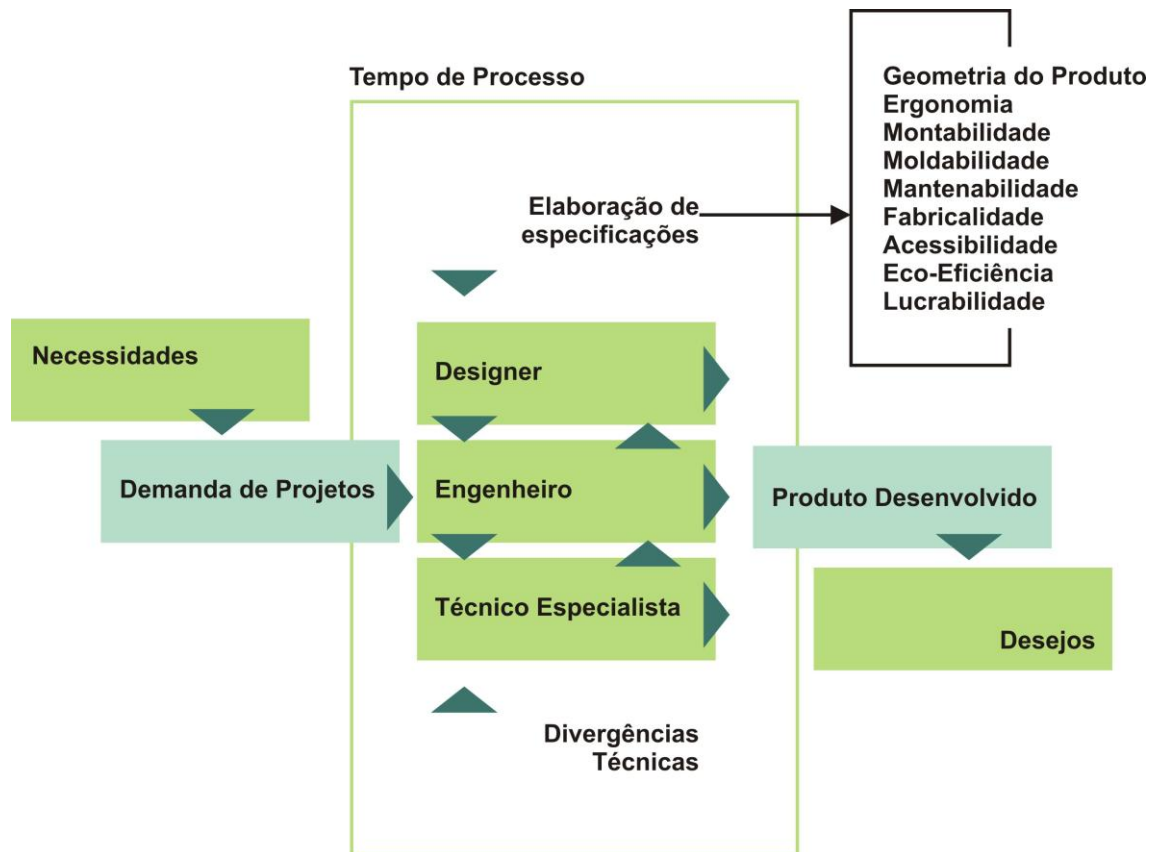 Tempo de Processo
Geometria do Produto
Ergonomia
Montabilidade
Moldabilidade
Mantenabilidade
Fabricalidade
Acessibilidade
Eco-Eficiência
Lucrabilidade
Elaboração de
especificações
Necessidades
Designer
Demanda de Projetos
Engenheiro
Produto Desenvolvido
Técnico Especialista
Desejos
Divergências
Técnicas